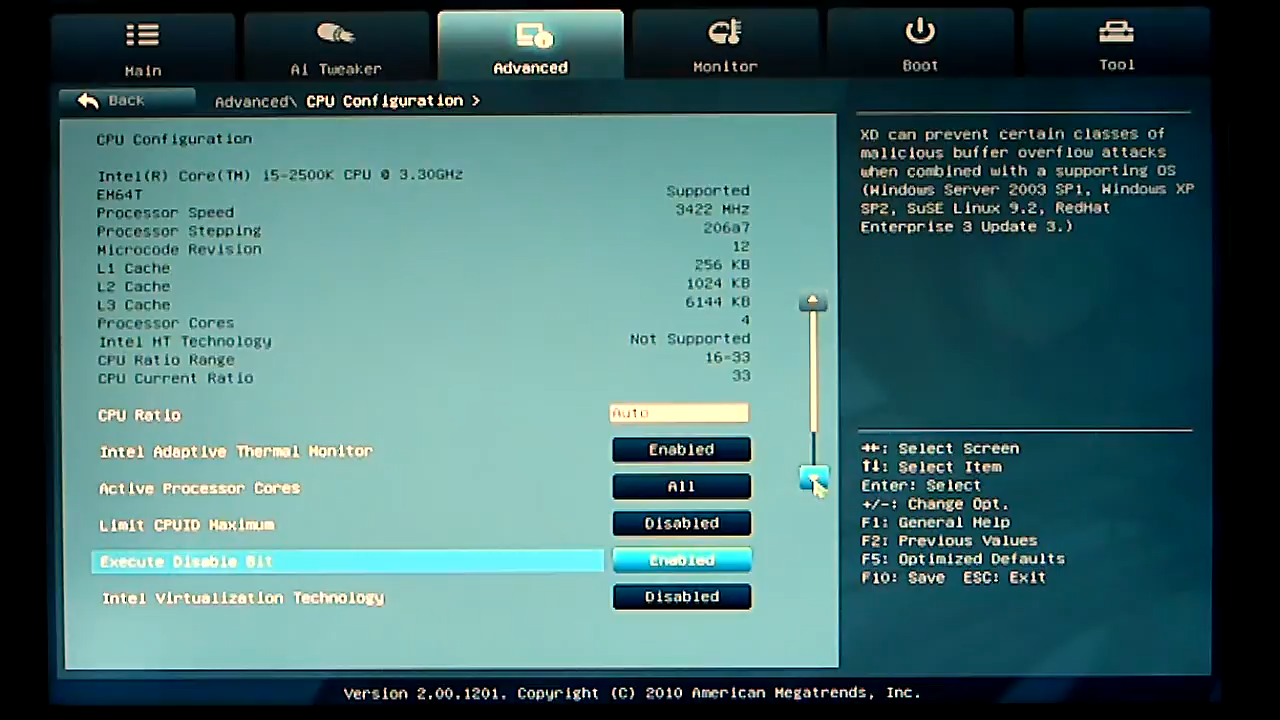 Main
Ai Tweaker
Advanced
Monitor
Boot
Tool
Back
Advanced\ CPU Configuration >
CPU Configuration
Intel(R) Core(TM) i5-2500K CPU @ 3.30GHz
EM64T Supported
Processor Speed 3422 MHz
Processor Stepping 206a7
Microcode Revision 12
L1 Cache 256 KB
L2 Cache 1024 KB
L3 Cache 6144 KB
Processor Cores 4
Intel HT Technology Not Supported
CPU Ratio Range 16-33
CPU Current Ratio 33
CPU Ratio Auto
Intel Adaptive Thermal Monitor Enabled
Active Processor Cores All
Limit CPUID Maximum Disabled
Execute Disable Bit Enabled
Intel Virtualization Technology Disabled
XD can prevent certain classes of
malicious buffer overflow attacks
when combined with a supporting OS
(Windows Server 2003 SP1, Windows XP
SP2, SuSE Linux 9.2, RedHat
Enterprise 3 Update 3.)
→←: Select Screen
↑↓: Select Item
Enter: Select
+/-: Change Opt.
F1: General Help
F2: Previous Values
F5: Optimized Defaults
F10: Save ESC: Exit
Version 2.00.1201. Copyright (C) 2010 American Megatrends, Inc.